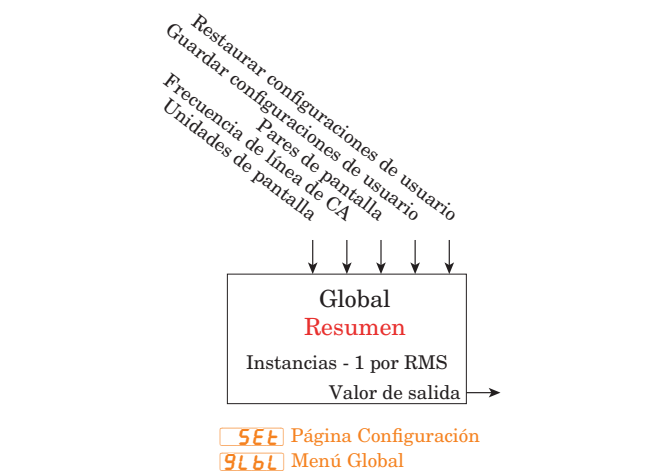 Restaurar configuraciones de usuario
Guardar configuraciones de usuario
Pares de pantalla
Frecuencia de línea de CA
Unidades de pantalla
Global
Resumen
Instancias - 1 por RMS
Valor de salida
SEt Página Configuración
gLbL Menú Global